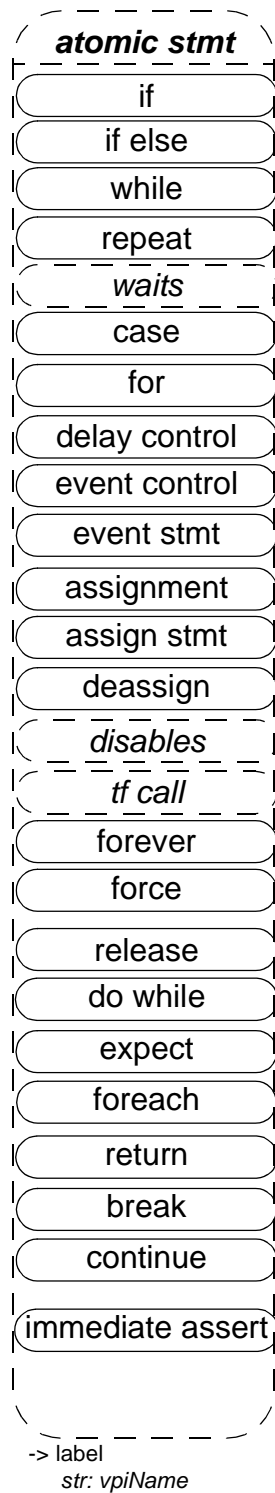 atomic stmt
if
if else
while
repeat
waits
case
for
delay control
event control
event stmt
assignment
assign stmt
deassign
disables
tf call
forever
force
release
do while
expect
foreach
return
break
continue
immediate assert
-> label
str: vpiName